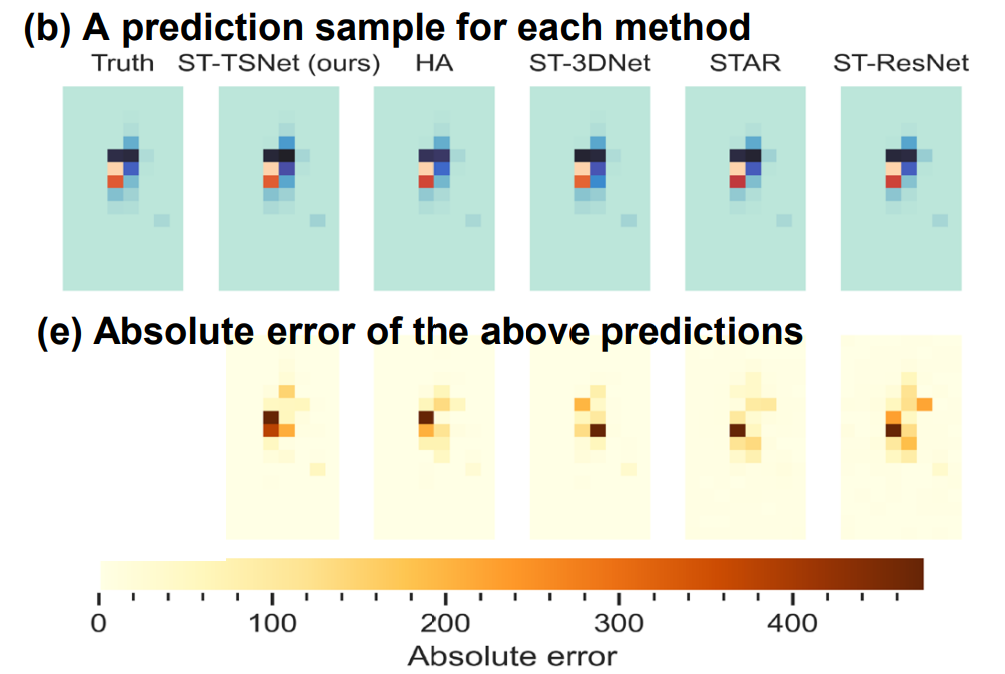 (b) A prediction sample for each method
Truth ST-TSNet (ours) HA ST-3DNet STAR ST-ResNet
(e) Absolute error of the above predictions
0 100 200 300 400
Absolute error